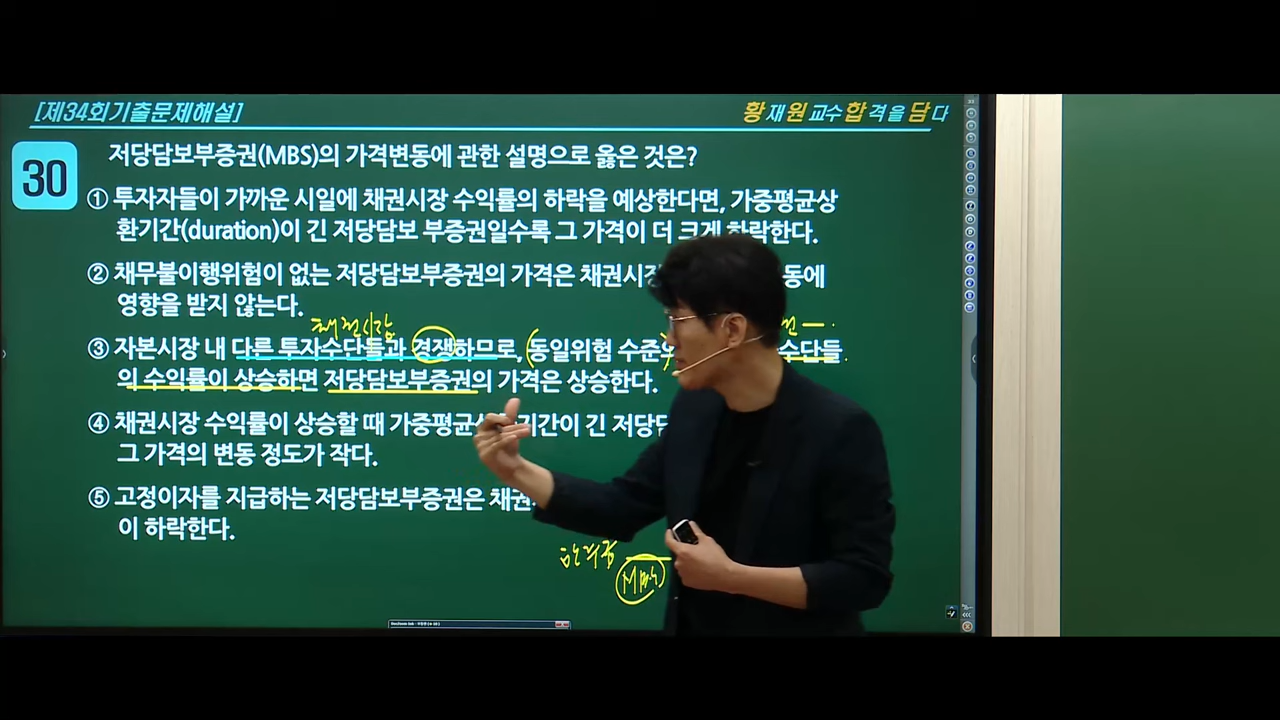 [제34회기출문제해설]
황재원교수합격을담다
30
저당담보부증권(MBS)의 가격변동에 관한 설명으로 옳은 것은?
① 투자자들이 가까운 시일에 채권시장 수익률의 하락을 예상한다면, 가중평균상
환기간(duration)이 긴 저당담보 부증권일수록 그 가격이 더 크게 하락한다.
② 채무불이행위험이 없는 저당담보부증권의 가격은 채권시 동에
영향을 받지 않는다.
채권시장
③ 자본시장 내 다른 투자수단들과 경쟁하므로, (동일위험 수준의 수단들
의 수익률이 상승하면 저당담보부증권의 가격은 상승한다.
④ 채권시장 수익률이 상승할 때 가중평균상 기간이 긴 저당담
그 가격의 변동 정도가 작다.
⑤ 고정이자를 지급하는 저당담보부증권은 채권
이 하락한다.
MBS